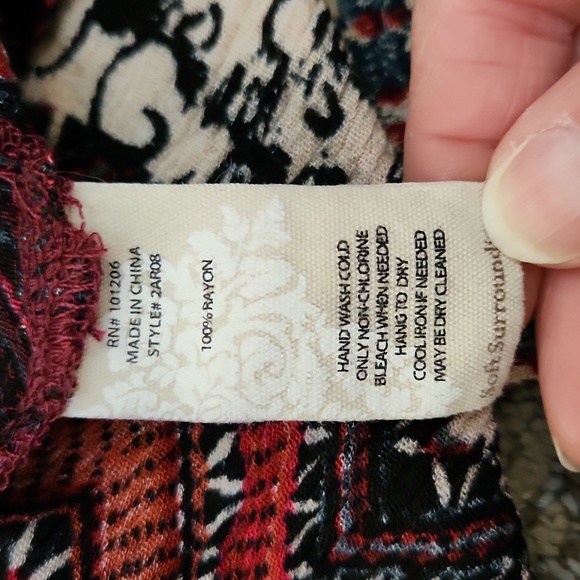 RN# 101206
MADE IN CHINA
STYLE# 2AR08
100% RAYON
HAND WASH COLD
ONLY NON-CHLORINE
BLEACH WHEN NEEDED
HANG TO DRY
COOL IRON IF NEEDED
MAY BE DRY CLEANED
Soft